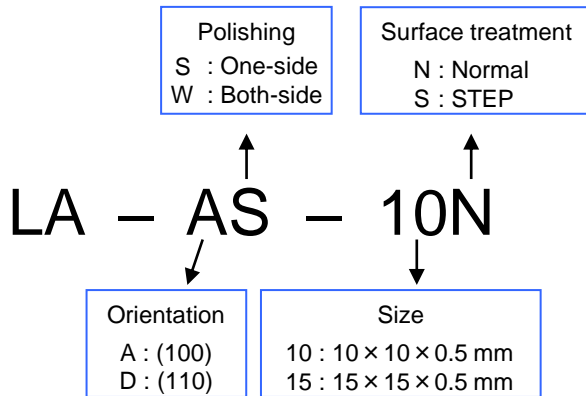 Polishing
S : One-side
W : Both-side
Surface treatment
N : Normal
S : STEP
LA – AS – 10N
Orientation
A : (100)
D : (110)
Size
10 : 10×10×0.5 mm
15 : 15×15×0.5 mm